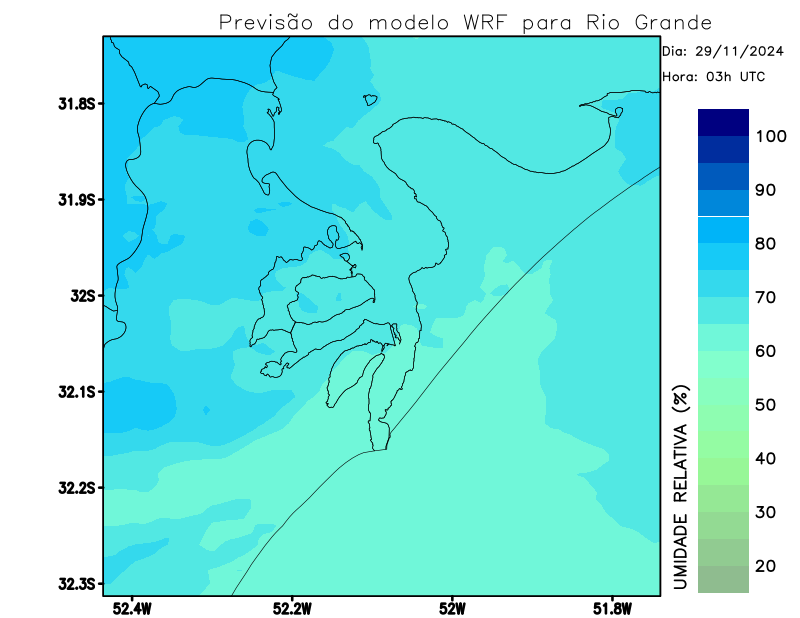 Previsão do modelo WRF para Rio Grande
Dia: 29/11/2024
Hora: 03h UTC
31.8S
31.9S
32S
32.1S
32.2S
32.3S
52.4W
52.2W
52W
51.8W
100
90
80
70
60
50
40
30
20
UMIDADE RELATIVA (%)